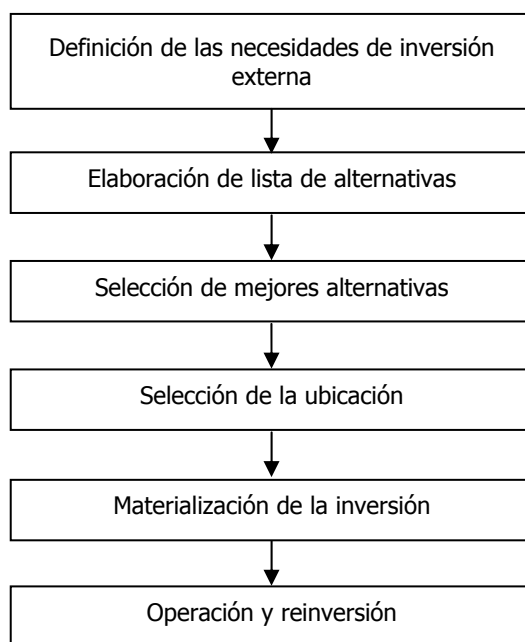 Definición de las necesidades de inversión
externa
Elaboración de lista de alternativas
Selección de mejores alternativas
Selección de la ubicación
Materialización de la inversión
Operación y reinversión